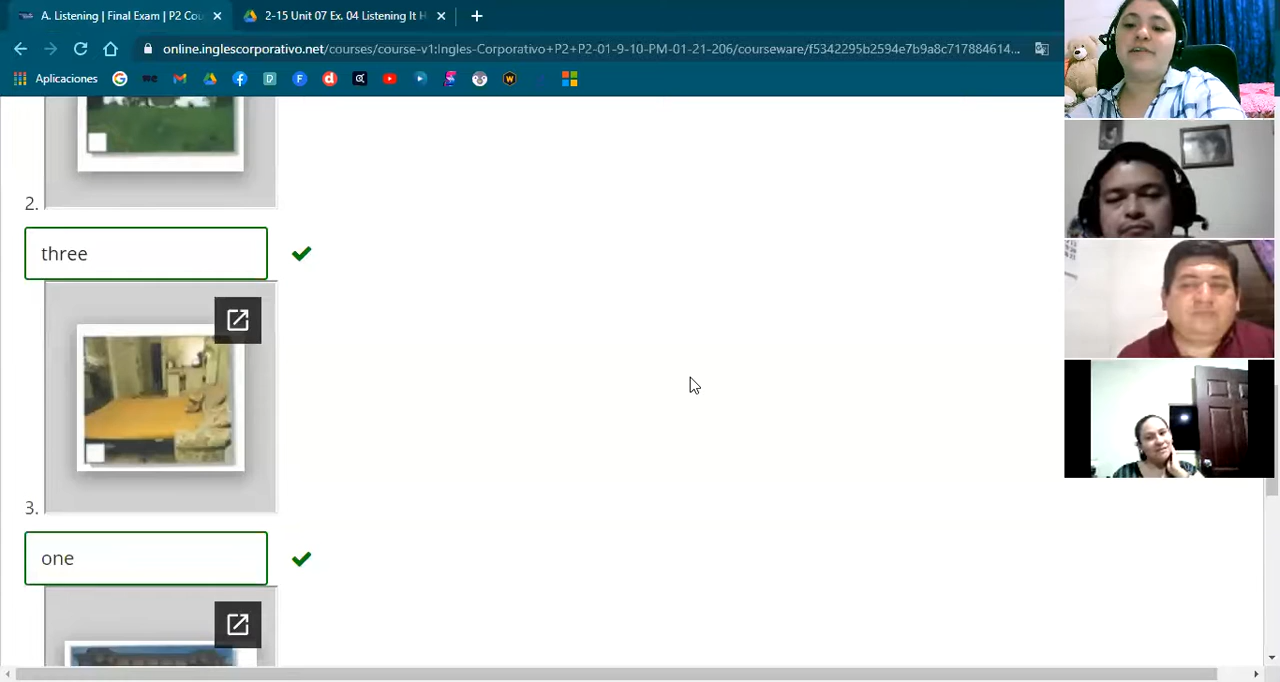 A. Listening | Final Exam | P2 Cou
2-15 Unit 07 Ex. 04 Listening It H
online.inglescorporativo.net/courses/course-v1:Ingles-Corporativo+P2+P2-01-9-10-PM-01-21-206/courseware/f5342295b2594e7b9a8c717884614...
Aplicaciones
2.
three
3.
one